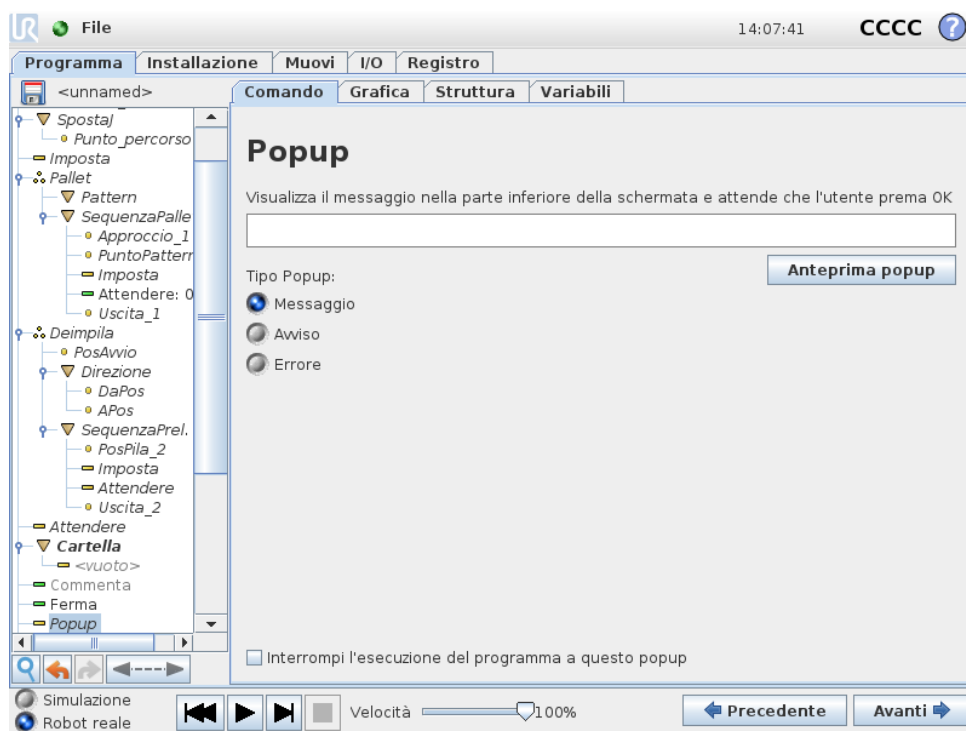 UR File 14:07:41 CCCC ?
Programma Installazione Muovi I/O Registro
<unnamed> Comando Grafica Struttura Variabili
SpostaJ
Punto_percorso
Imposta
Pallet
Pattern
SequenzaPalle
Approccio_1
PuntoPattern
Imposta
Attendere: 0
Uscita_1
Deimpila
PosAvvio
Direzione
DaPos
APos
SequenzaPrel.
PosPila_2
Imposta
Attendere
Uscita_2
Attendere
Cartella
<vuoto>
Commenta
Ferma
Popup
Popup
Visualizza il messaggio nella parte inferiore della schermata e attende che l'utente prema OK
Anteprima popup
Tipo Popup:
Messaggio
Avviso
Errore
Interrompi l'esecuzione del programma a questo popup
Simulazione
Robot reale
Velocità 100%
Precedente Avanti